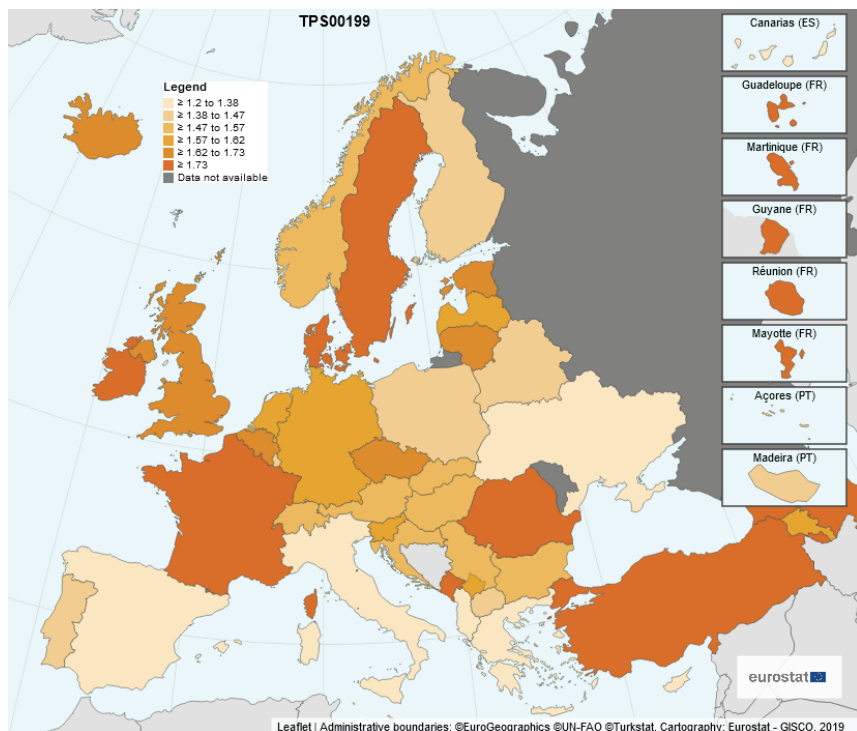 TPS00199
Legend
≥ 1.2 to 1.38
≥ 1.38 to 1.47
≥ 1.47 to 1.57
≥ 1.57 to 1.62
≥ 1.62 to 1.73
≥ 1.73
Data not available
Canarias (ES)
Guadeloupe (FR)
Martinique (FR)
Guyane (FR)
Réunion (FR)
Mayotte (FR)
Açores (PT)
Madeira (PT)
eurostat
Leaflet | Administrative boundaries: ©EuroGeographics ©UN-FAO ©Turkstat, Cartography: Eurostat - GISCO, 2019